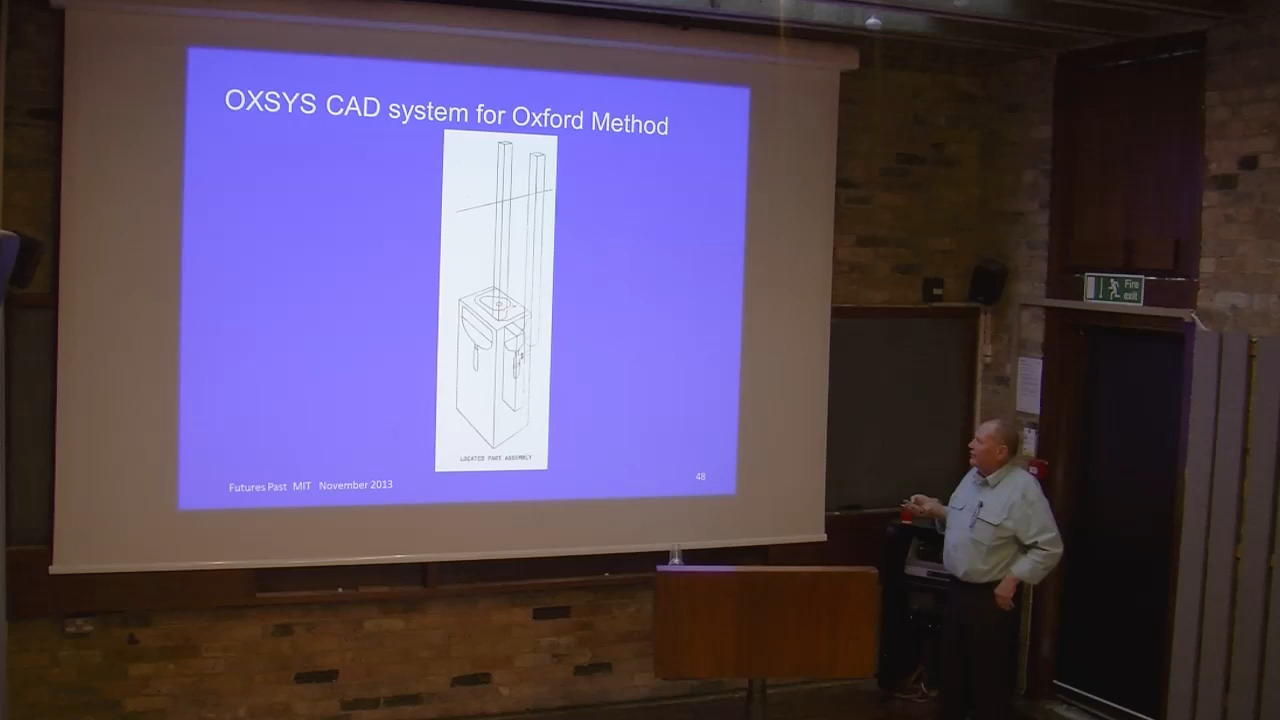 OXSYS CAD system for Oxford Method
LOCATED PART ASSEMBLY
Futures Past MIT November 2013
48
Fire
exit